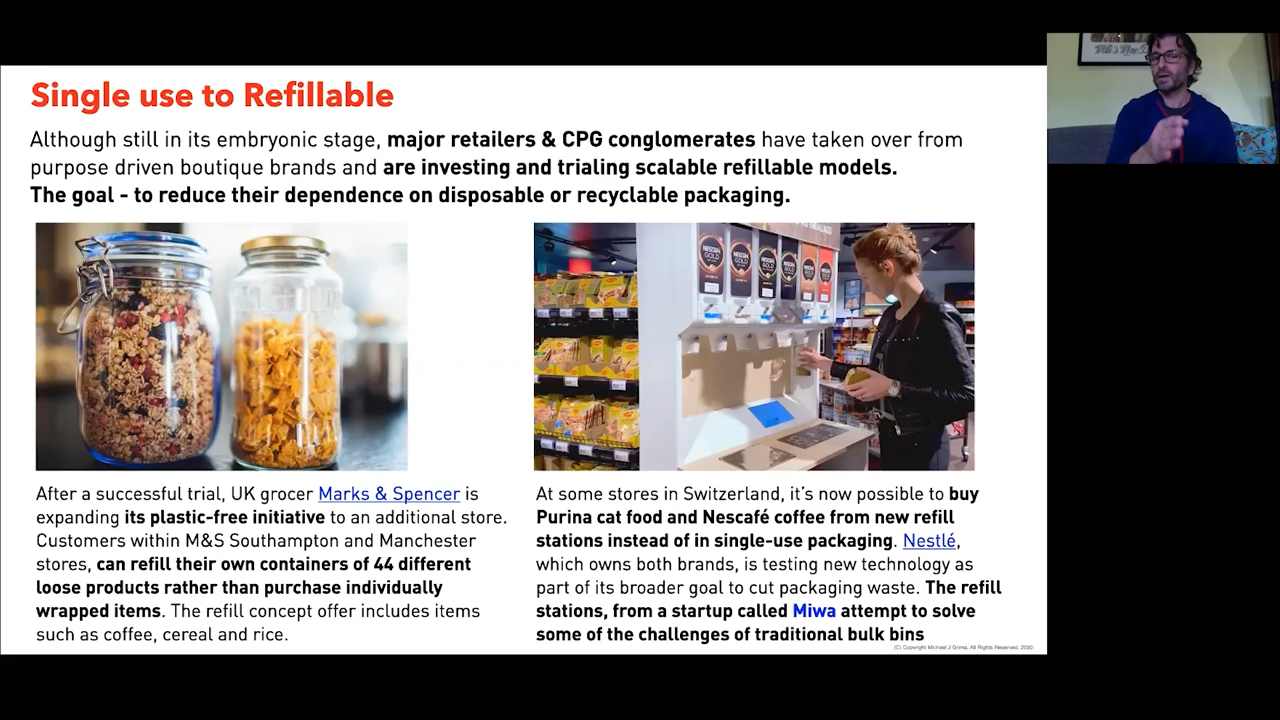 Single use to Refillable
Although still in its embryonic stage, major retailers & CPG conglomerates have taken over from
purpose driven boutique brands and are investing and trialing scalable refillable models.
The goal - to reduce their dependence on disposable or recyclable packaging.
NESCAFÉ
GOLD
NESCAFÉ
GOLD
After a successful trial, UK grocer Marks & Spencer is
expanding its plastic-free initiative to an additional store.
Customers within M&S Southampton and Manchester
stores, can refill their own containers of 44 different
loose products rather than purchase individually
wrapped items. The refill concept offer includes items
such as coffee, cereal and rice.
At some stores in Switzerland, it’s now possible to buy
Purina cat food and Nescafé coffee from new refill
stations instead of in single-use packaging. Nestlé,
which owns both brands, is testing new technology as
part of its broader goal to cut packaging waste. The refill
stations, from a startup called Miwa attempt to solve
some of the challenges of traditional bulk bins
(C) Copyright Michael J Grima. All Rights Reserved. 2020